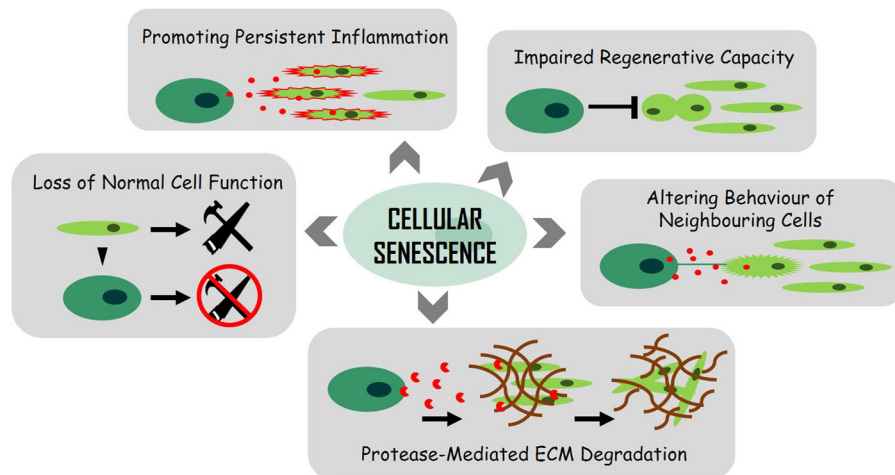 Promoting Persistent Inflammation
Impaired Regenerative Capacity
Loss of Normal Cell Function
CELLULAR
SENESCENCE
Altering Behaviour of
Neighbouring Cells
Protease-Mediated ECM Degradation